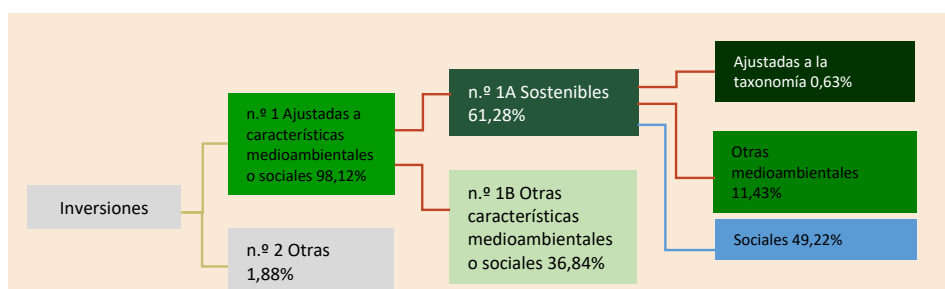 Inversiones
n.º 1 Ajustadas a
características
medioambientales
o sociales 98,12%
n.º 2 Otras
1,88%
n.º 1A Sostenibles
61,28%
n.º 1B Otras
características
medioambientales
o sociales 36,84%
Ajustadas a la
taxonomía 0,63%
Otras
medioambientales
11,43%
Sociales 49,22%